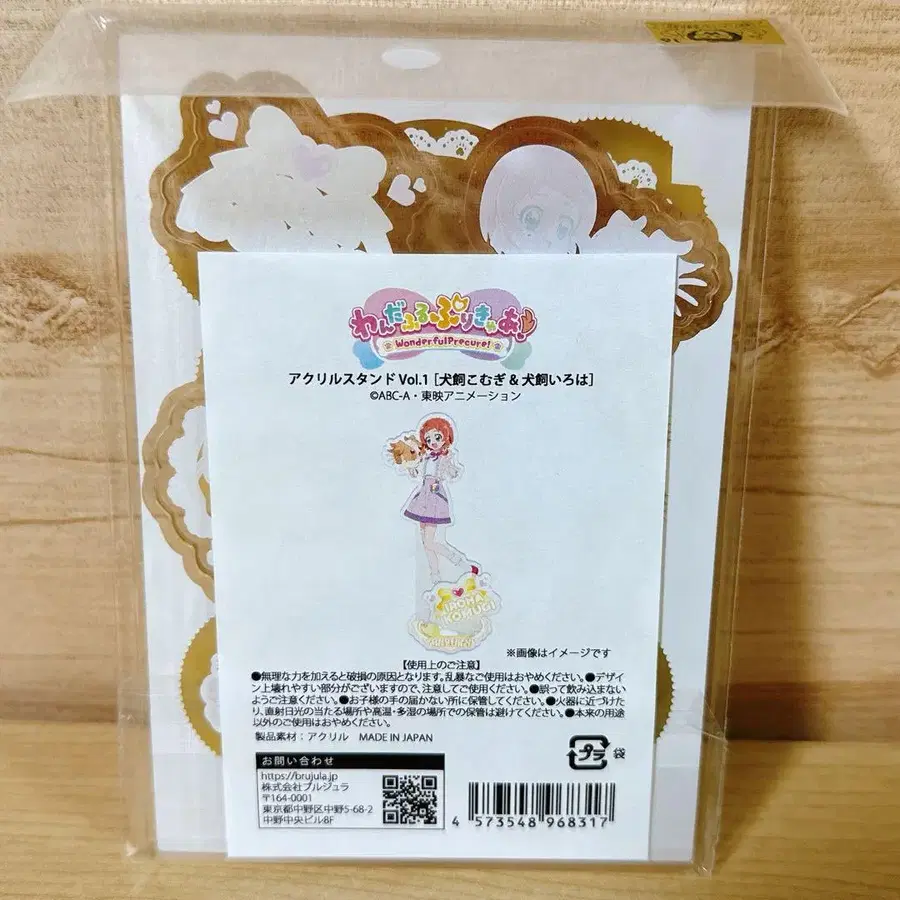 わんだふるぷりきゅあ!
WonderfulPrecure!
アクリルスタンド Vol.1 [犬飼こむぎ & 犬飼いろは]
©ABC-A・東映アニメーション
IROHA
KOMUGI
※画像はイメージです
【使用上のご注意】
●無理な力を加えると破損の原因となります。乱暴なご使用はおやめください。●デザイ
ン上壊れやすい部分がございますので、注意してご使用ください。●誤って飲み込まない
ようご注意ください。●お子様の手の届かない所に保管してください。●火器に近づけた
り、直射日光の当たる場所や高温・多湿の場所での保管は避けてください。●本来の用途
以外のご使用はおやめください。
製品素材:アクリル MADE IN JAPAN
お問い合わせ
https://brujula.jp
株式会社ブルジュラ
〒164-0001
東京都中野区中野5-68-2
中野中央ビル8F
プラ
袋
4 573548 968317